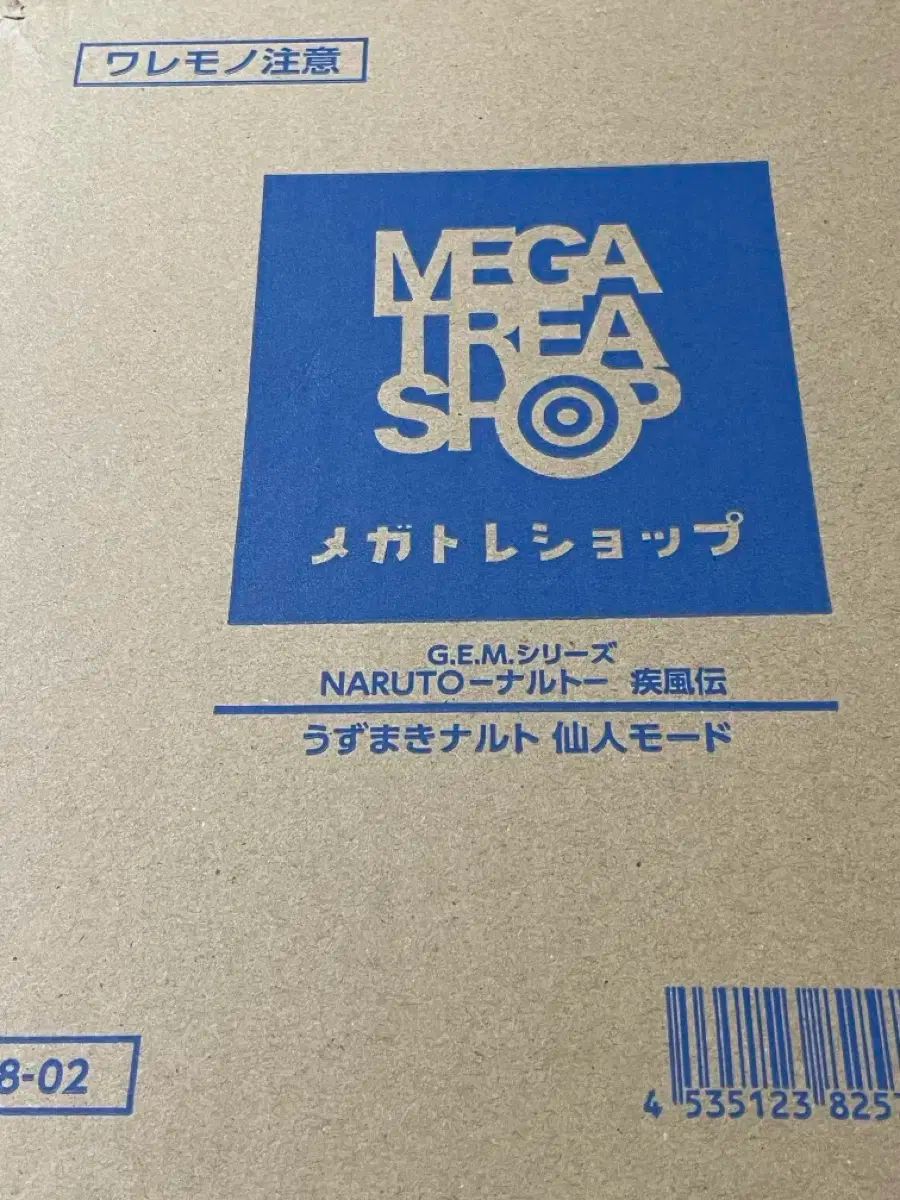 ワレモノ注意
MEGA
TREA
SHOP
メガトレショップ
G.E.M.シリーズ
NARUTOーナルトー 疾風伝
うずまきナルト 仙人モード
8-02
4 535123 825